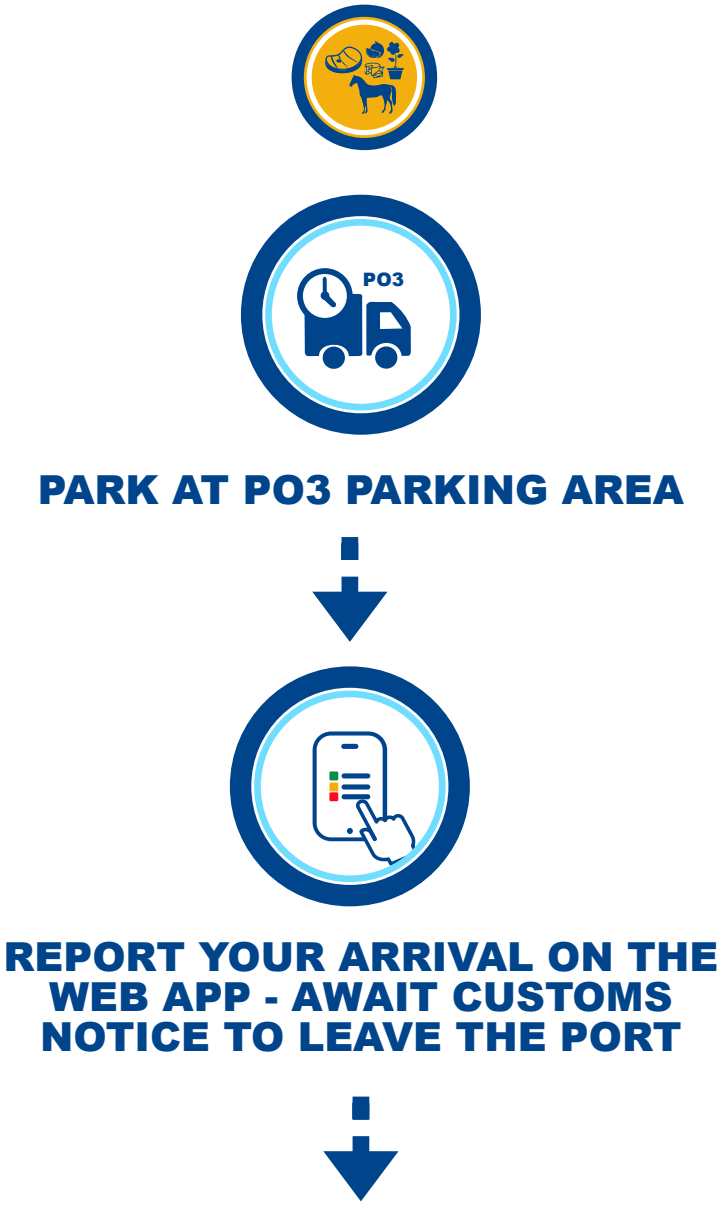 PO3
PARK AT PO3 PARKING AREA
REPORT YOUR ARRIVAL ON THE
WEB APP - AWAIT CUSTOMS
NOTICE TO LEAVE THE PORT